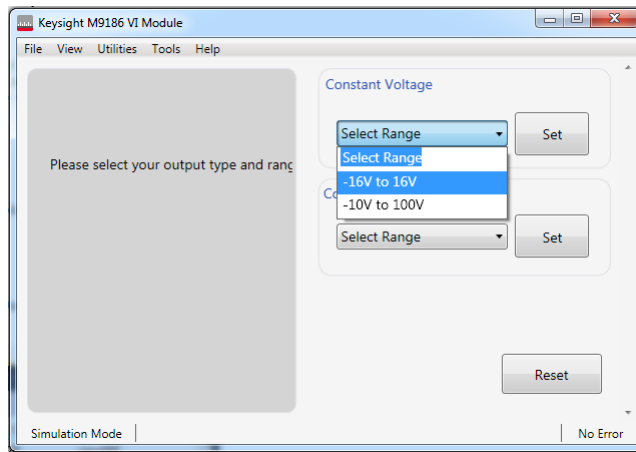 Keysight M9186 VI Module
File View Utilities Tools Help
Constant Voltage
Select Range
Set
Select Range
-16V to 16V
-10V to 100V
Please select your output type and rang
Select Range
Set
Reset
Simulation Mode
No Error